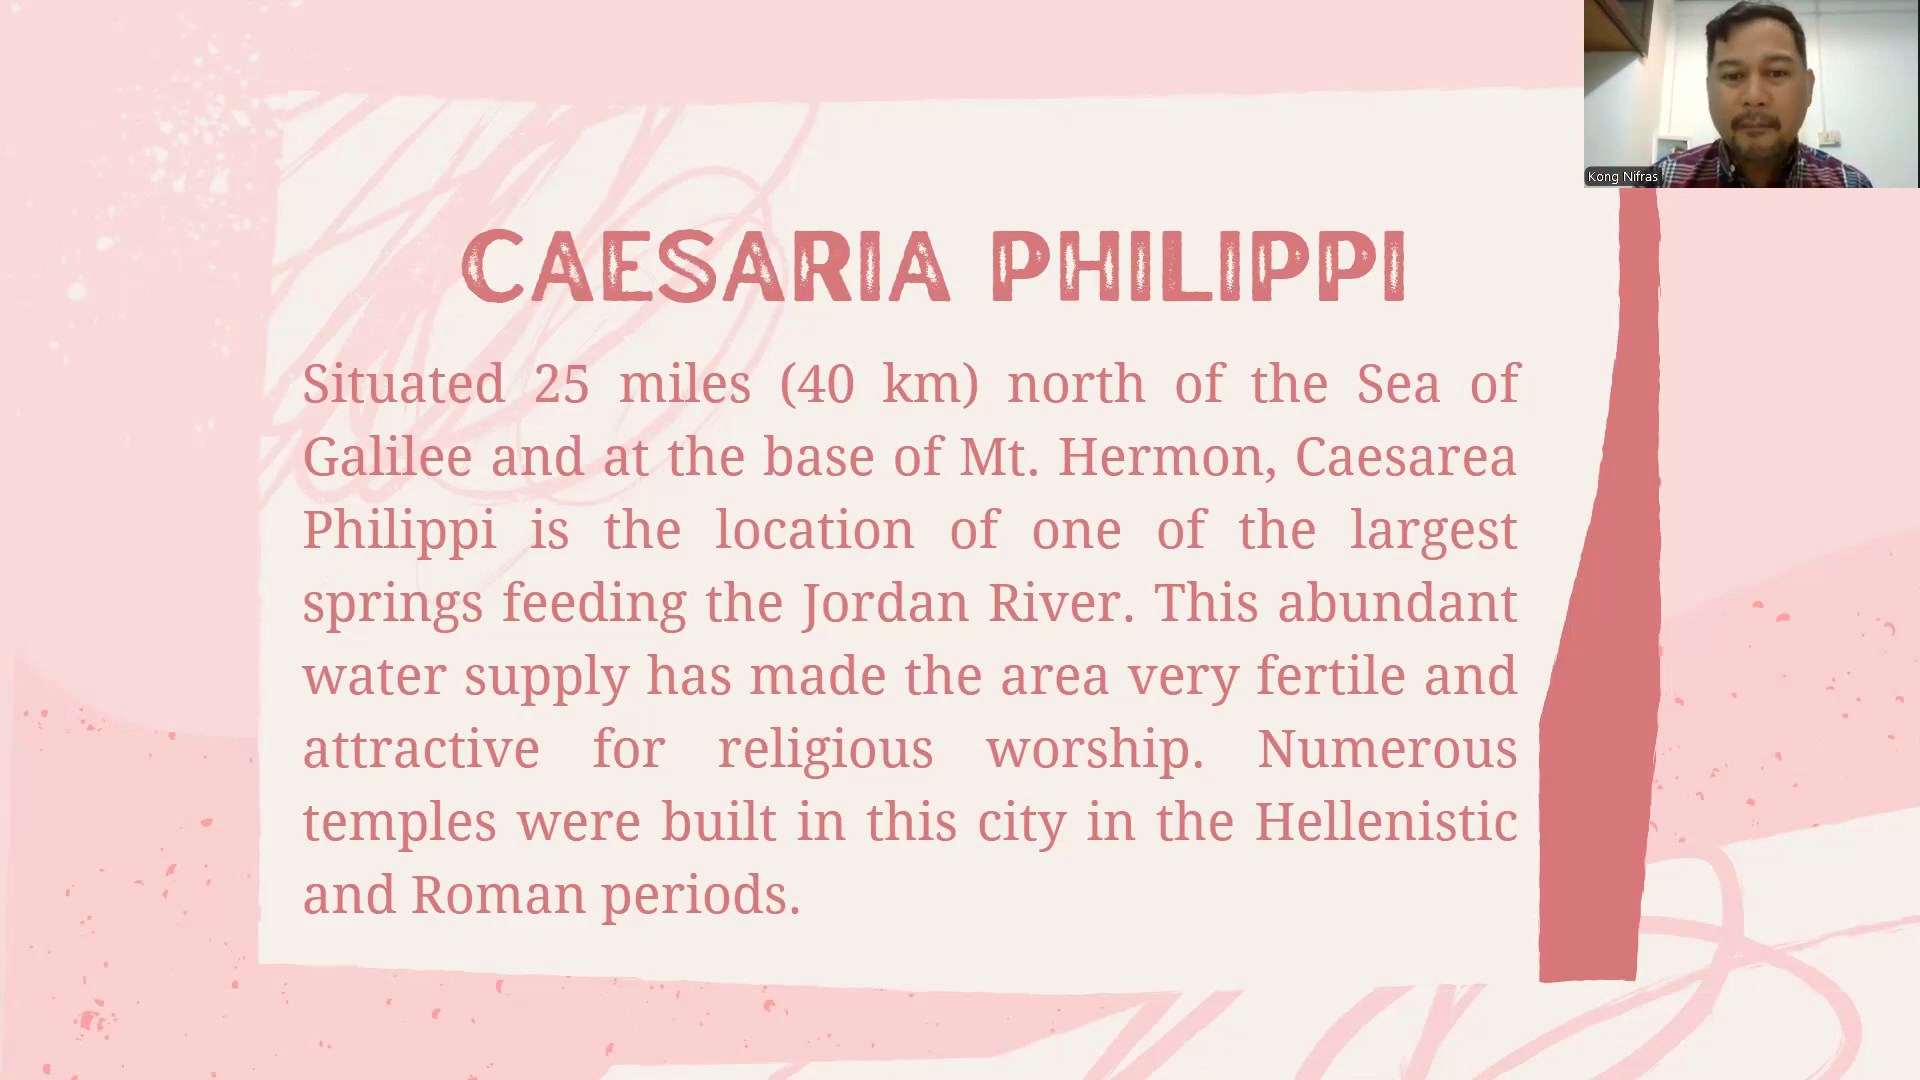 Kong Nifras
CAESARIA PHILIPPI
Situated 25 miles (40 km) north of the Sea of
Galilee and at the base of Mt. Hermon, Caesarea
Philippi is the location of one of the largest
springs feeding the Jordan River. This abundant
water supply has made the area very fertile and
attractive for religious worship. Numerous
temples were built in this city in the Hellenistic
and Roman periods.